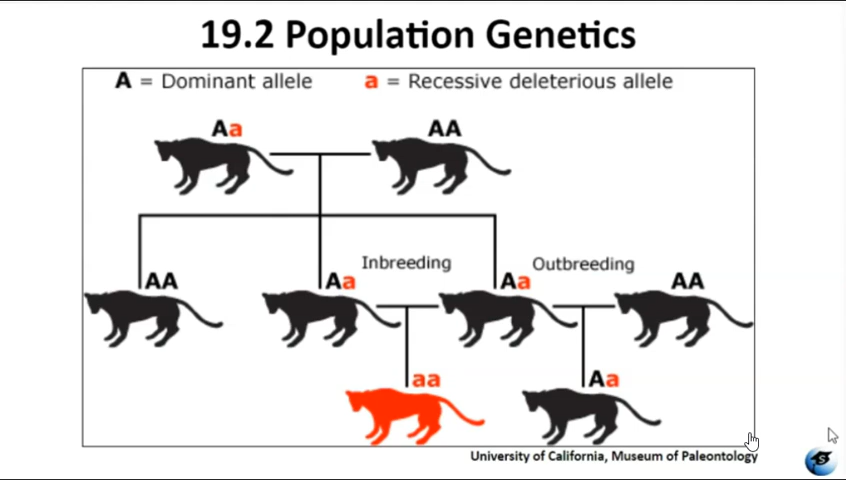 19.2 Population Genetics
A = Dominant allele a = Recessive deleterious allele
Aa AA
Inbreeding Outbreeding
AA Aa Aa AA
aa Aa
University of California, Museum of Paleontology
S